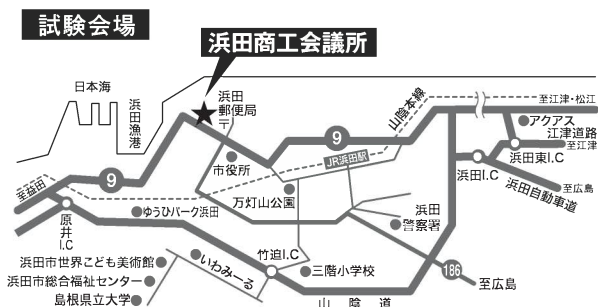 試験会場
浜田商工会議所
日本海
浜田漁港
浜田
郵便局
〒
山陰本線
至江津・松江
アクアス
江津道路
至江津
浜田東I.C
浜田I.C
至広島
浜田自動車道
9
市役所
JR浜田駅
9
至益田
万灯山公園
原井
I.C
ゆうひパーク浜田
浜田
警察署
竹迫I.C
いわみーる
浜田市世界こども美術館
浜田市総合福祉センター
島根県立大学
三階小学校
186
至広島
山陰道